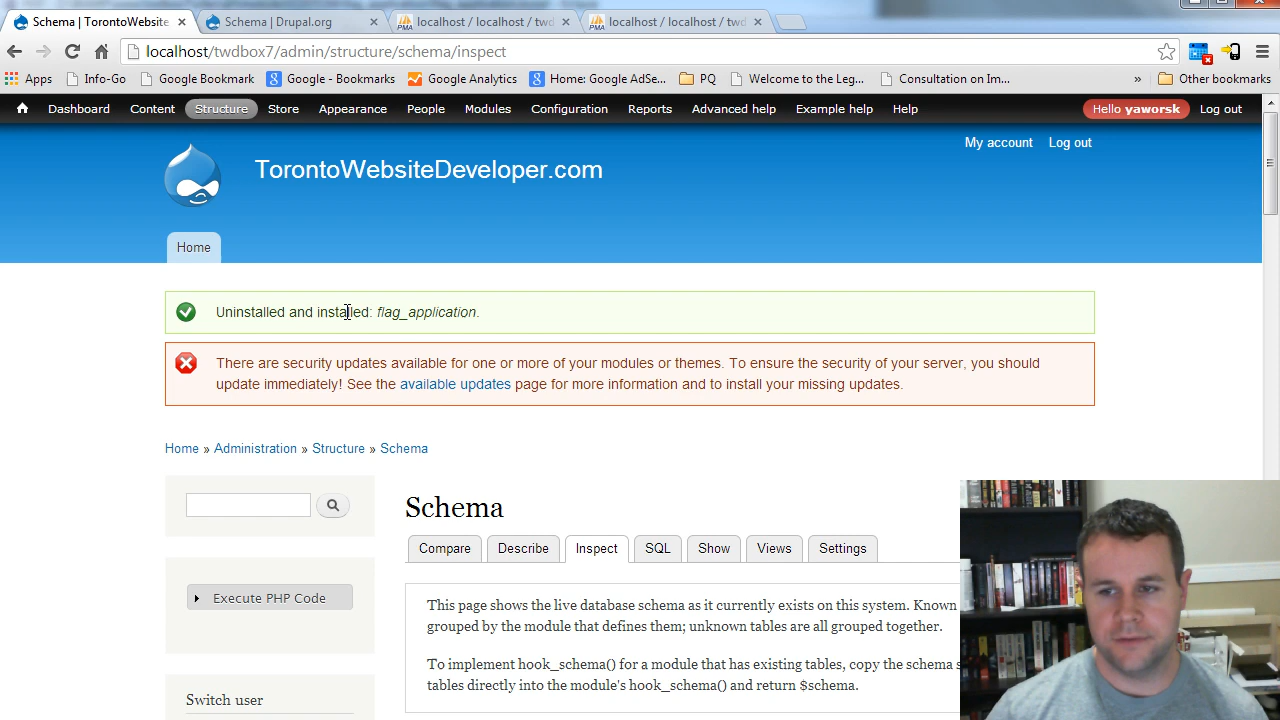 Schema | TorontoWebsite
Schema | Drupal.org
PMA localhost / localhost / twd
PMA localhost / localhost / twd
localhost/twdbox7/admin/structure/schema/inspect
Apps Info-Go Google Bookmark Google - Bookmarks Google Analytics Home: Google AdSe... PQ Welcome to the Leg... Consultation on Im... » Other bookmarks
Dashboard Content Structure Store Appearance People Modules Configuration Reports Advanced help Example help Help Hello yaworsk Log out
My account Log out
TorontoWebsiteDeveloper.com
Home
Uninstalled and installed: flag_application.
There are security updates available for one or more of your modules or themes. To ensure the security of your server, you should
update immediately! See the available updates page for more information and to install your missing updates.
Home » Administration » Structure » Schema
Schema
Compare Describe Inspect SQL Show Views Settings
Execute PHP Code
This page shows the live database schema as it currently exists on this system. Known
grouped by the module that defines them; unknown tables are all grouped together.
To implement hook_schema() for a module that has existing tables, copy the schema s
tables directly into the module's hook_schema() and return $schema.
Switch user